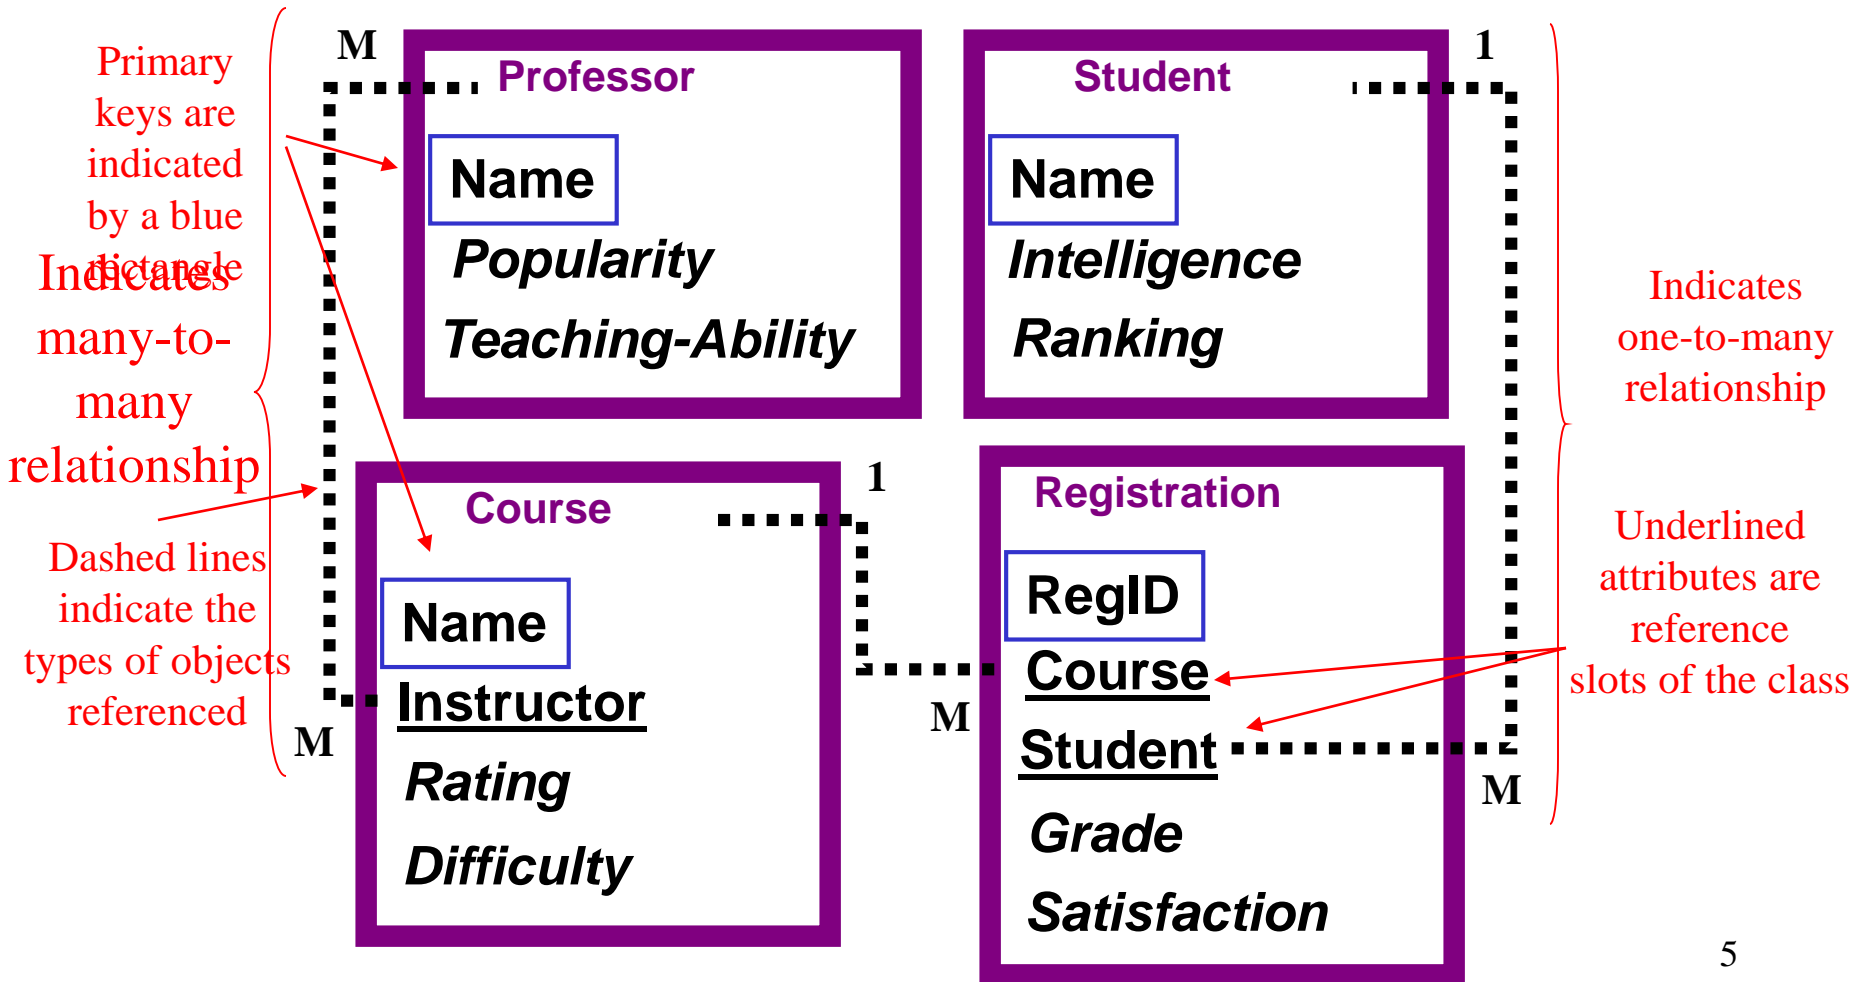 Primary
keys are
indicated
by a blue
rectangle
Indicates
many-to-
many
relationship
Dashed lines
indicate the
types of objects
referenced
M
Professor
Name
Popularity
Teaching-Ability
Student
1
Name
Intelligence
Ranking
Course
1
Name
Instructor
M
Rating
Difficulty
Registration
RegID
Course
M
Student
M
Grade
Satisfaction
Indicates
one-to-many
relationship
Underlined
attributes are
reference
slots of the class
5